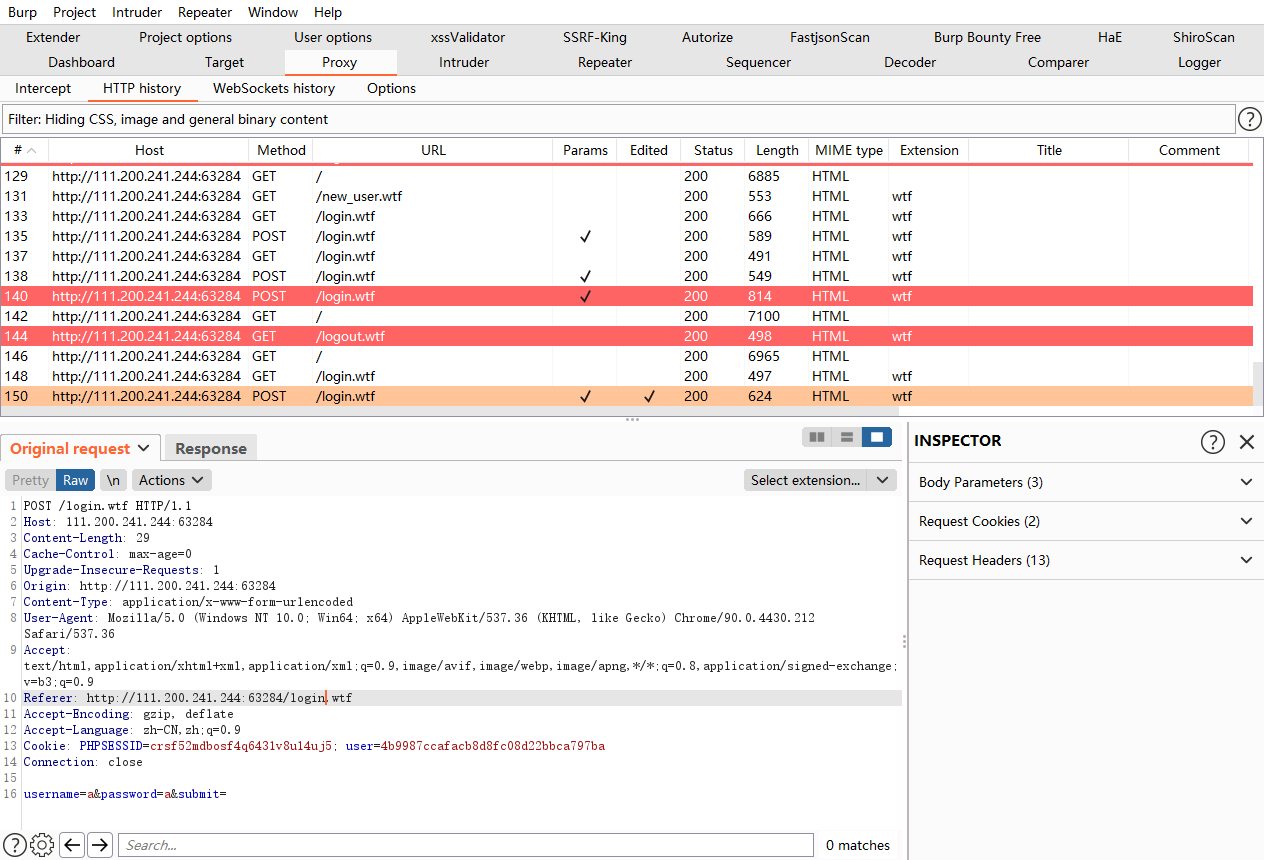 Burp Project Intruder Repeater Window Help
Extender Project options User options xssValidator SSRF-King Autorize FastjsonScan Burp Bounty Free HaE ShiroScan
Dashboard Target Proxy Intruder Repeater Sequencer Decoder Comparer Logger
Intercept HTTP history WebSockets history Options
Filter: Hiding CSS, image and general binary content ?
# Host Method URL Params Edited Status Length MIME type Extension Title Comment
129 http://111.200.241.244:63284 GET / 200 6885 HTML
131 http://111.200.241.244:63284 GET /new_user.wtf 200 553 HTML wtf
133 http://111.200.241.244:63284 GET /login.wtf 200 666 HTML wtf
135 http://111.200.241.244:63284 POST /login.wtf ✓ 200 589 HTML wtf
137 http://111.200.241.244:63284 GET /login.wtf 200 491 HTML wtf
138 http://111.200.241.244:63284 POST /login.wtf ✓ 200 549 HTML wtf
140 http://111.200.241.244:63284 POST /login.wtf ✓ 200 814 HTML wtf
142 http://111.200.241.244:63284 GET / 200 7100 HTML
144 http://111.200.241.244:63284 GET /logout.wtf 200 498 HTML wtf
146 http://111.200.241.244:63284 GET / 200 6965 HTML
148 http://111.200.241.244:63284 GET /login.wtf 200 497 HTML wtf
150 http://111.200.241.244:63284 POST /login.wtf ✓ ✓ 200 624 HTML wtf
Original request Response
Pretty Raw \n Actions Select extension...
1 POST /login.wtf HTTP/1.1
2 Host: 111.200.241.244:63284
3 Content-Length: 29
4 Cache-Control: max-age=0
5 Upgrade-Insecure-Requests: 1
6 Origin: http://111.200.241.244:63284
7 Content-Type: application/x-www-form-urlencoded
8 User-Agent: Mozilla/5.0 (Windows NT 10.0; Win64; x64) AppleWebKit/537.36 (KHTML, like Gecko) Chrome/90.0.4430.212
Safari/537.36
9 Accept:
text/html,application/xhtml+xml,application/xml;q=0.9,image/avif,image/webp,image/apng,*/*;q=0.8,application/signed-exchange;
v=b3;q=0.9
10 Referer: http://111.200.241.244:63284/login.wtf
11 Accept-Encoding: gzip, deflate
12 Accept-Language: zh-CN,zh;q=0.9
13 Cookie: PHPSESSID=crsf52mdbosf4q6431v8u14uj5; user=4b9987ccafacb8d8fc08d22bbca797ba
14 Connection: close
15
16 username=a&password=a&submit=
? Search... 0 matches
INSPECTOR ?
Body Parameters (3)
Request Cookies (2)
Request Headers (13)